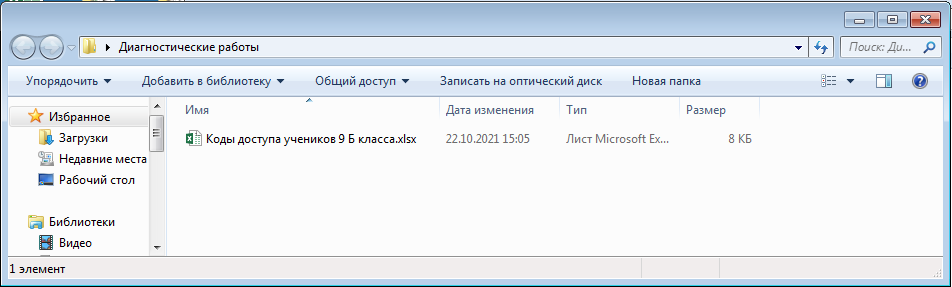 Диагностические работы
Поиск: Ди...
Упорядочить Добавить в библиотеку Общий доступ Записать на оптический диск Новая папка
Избранное
Загрузки
Недавние места
Рабочий стол
Библиотеки
Видео
Имя Дата изменения Тип Размер
Коды доступа учеников 9 Б класса.xlsx 22.10.2021 15:05 Лист Microsoft Ex... 8 КБ
1 элемент